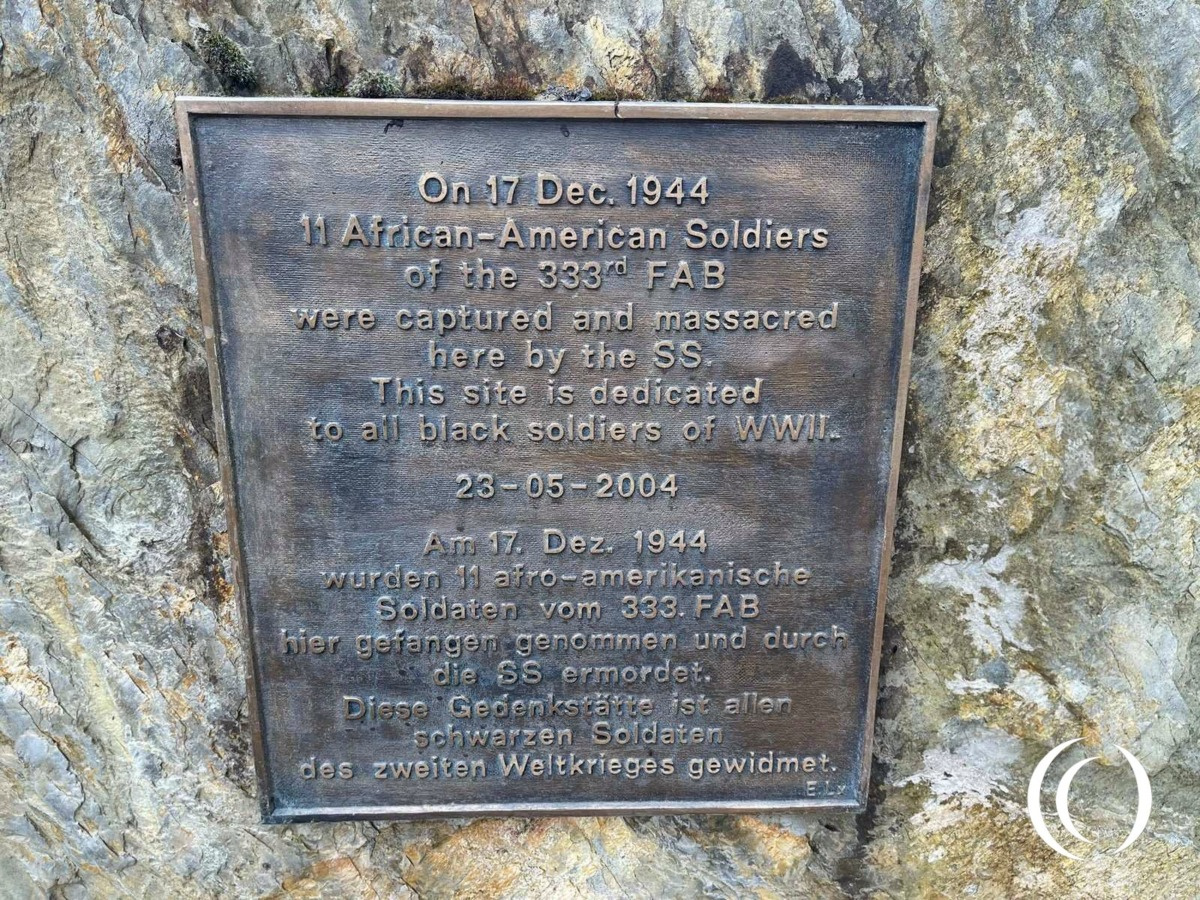 On 17 Dec. 1944
11 African-American Soldiers
of the 333rd FAB
were captured and massacred
here by the SS.
This site is dedicated
to all black soldiers of WWII.
23-05-2004
Am 17. Dez. 1944
wurden 11 afro-amerikanische
Soldaten vom 333. FAB
hier gefangen genommen und durch
die SS ermordet.
Diese Gedenkstätte ist allen
schwarzen Soldaten
des zweiten Weltkrieges gewidmet.
E. Lx